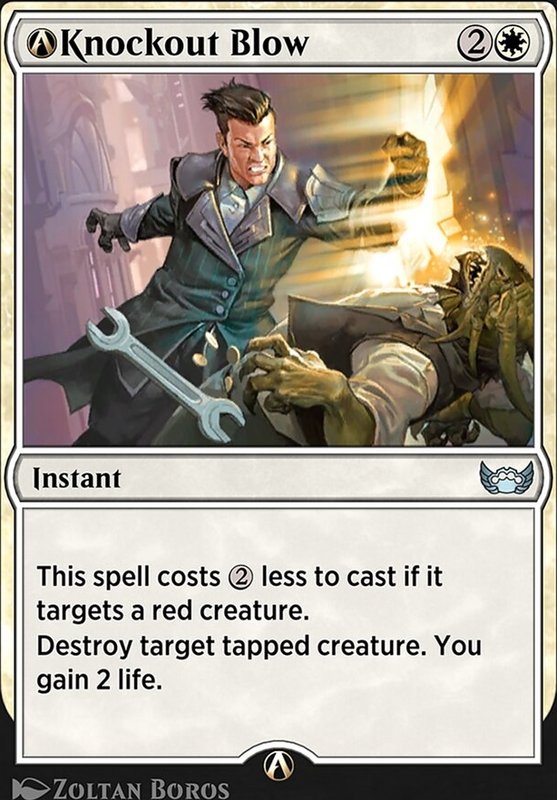 Knockout Blow 2
Instant
This spell costs 2 less to cast if it
targets a red creature.
Destroy target tapped creature. You
gain 2 life.
ZOLTAN BOROS